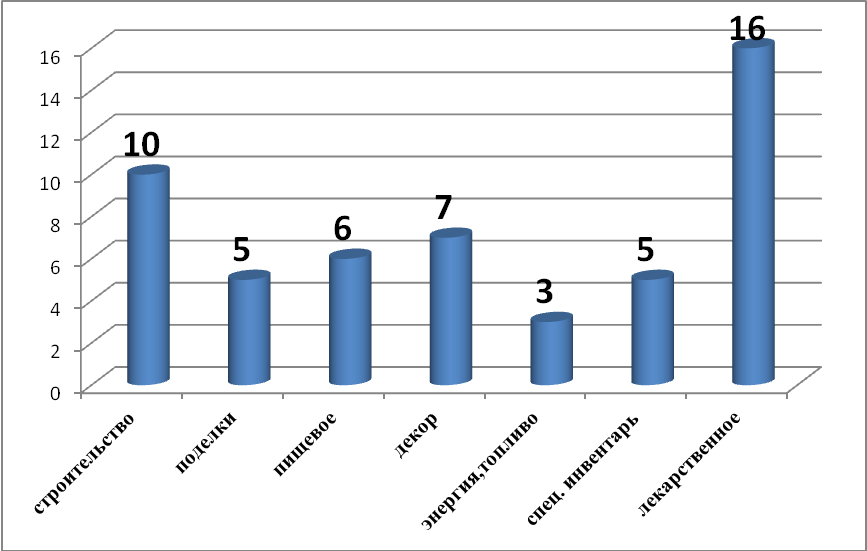 16
14
12
10
8
6
4
2
0
10
5
6
7
3
5
16
строительство
поделки
пищевое
декор
энергия,топливо
спец. инвентарь
лекарственное